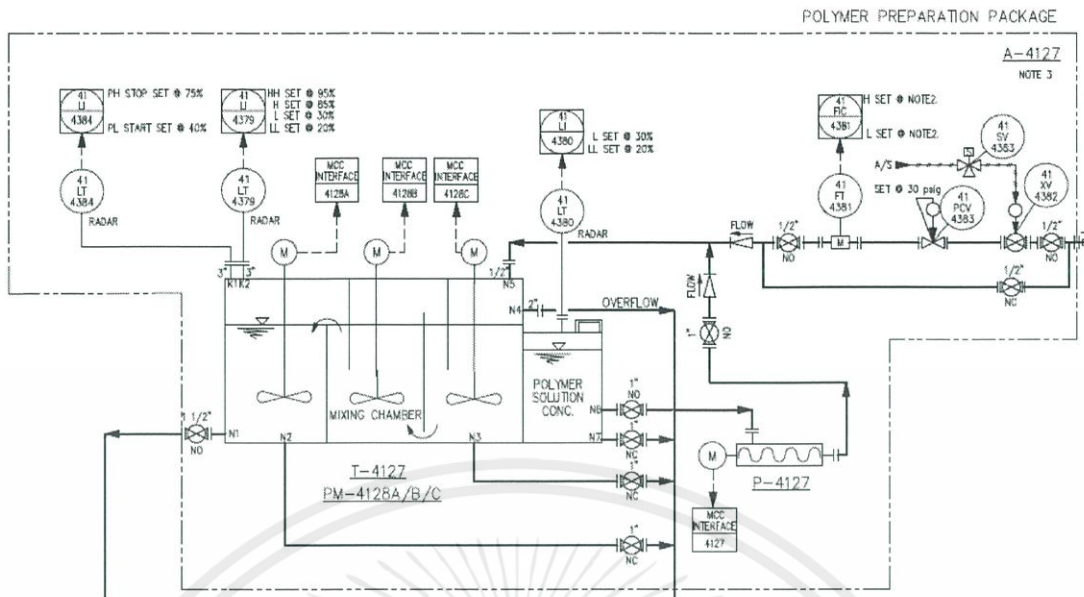 POLYMER PREPARATION PACKAGE
A-4127
NOTE 3
41
LI
4384
PH STOP SET @ 75%
PL START SET @ 40%
41
LI
4379
HH SET @ 95%
H SET @ 85%
L SET @ 30%
LL SET @ 20%
41
LI
4380
L SET @ 30%
LL SET @ 20%
41
FIC
4381
H SET @ NOTE2.
L SET @ NOTE2.
41
SV
4383
S
A/S
MCC
INTERFACE
4128A
MCC
INTERFACE
4128B
MCC
INTERFACE
4128C
41
LT
4384
RADAR
41
LT
4379
RADAR
41
LT
4380
RADAR
41
FT
4381
SET @ 30 psig
41
PCV
4383
41
XV
4382
M
M
M
FLOW
1/2"
NO
M
1/2"
NO
1/2"
NC
3"
3"
K1
K2
1/2"
N5
N4
2"
OVERFLOW
FLOW
1"
NO
POLYMER
SOLUTION
CONC.
MIXING CHAMBER
1 1/2"
NO
N1
N2
N3
N6
N7
1"
NO
1"
NC
1"
NC
1"
NC
T-4127
PM-4128A/B/C
M
P-4127
MCC
INTERFACE
4127